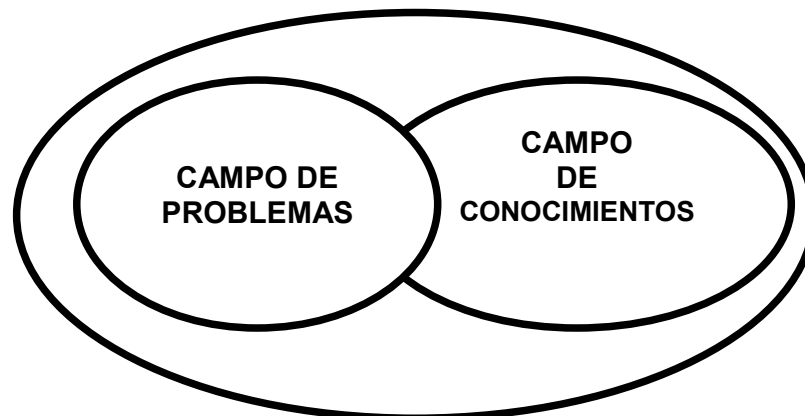 CAMPO DE
PROBLEMAS
CAMPO
DE
CONOCIMIENTOS